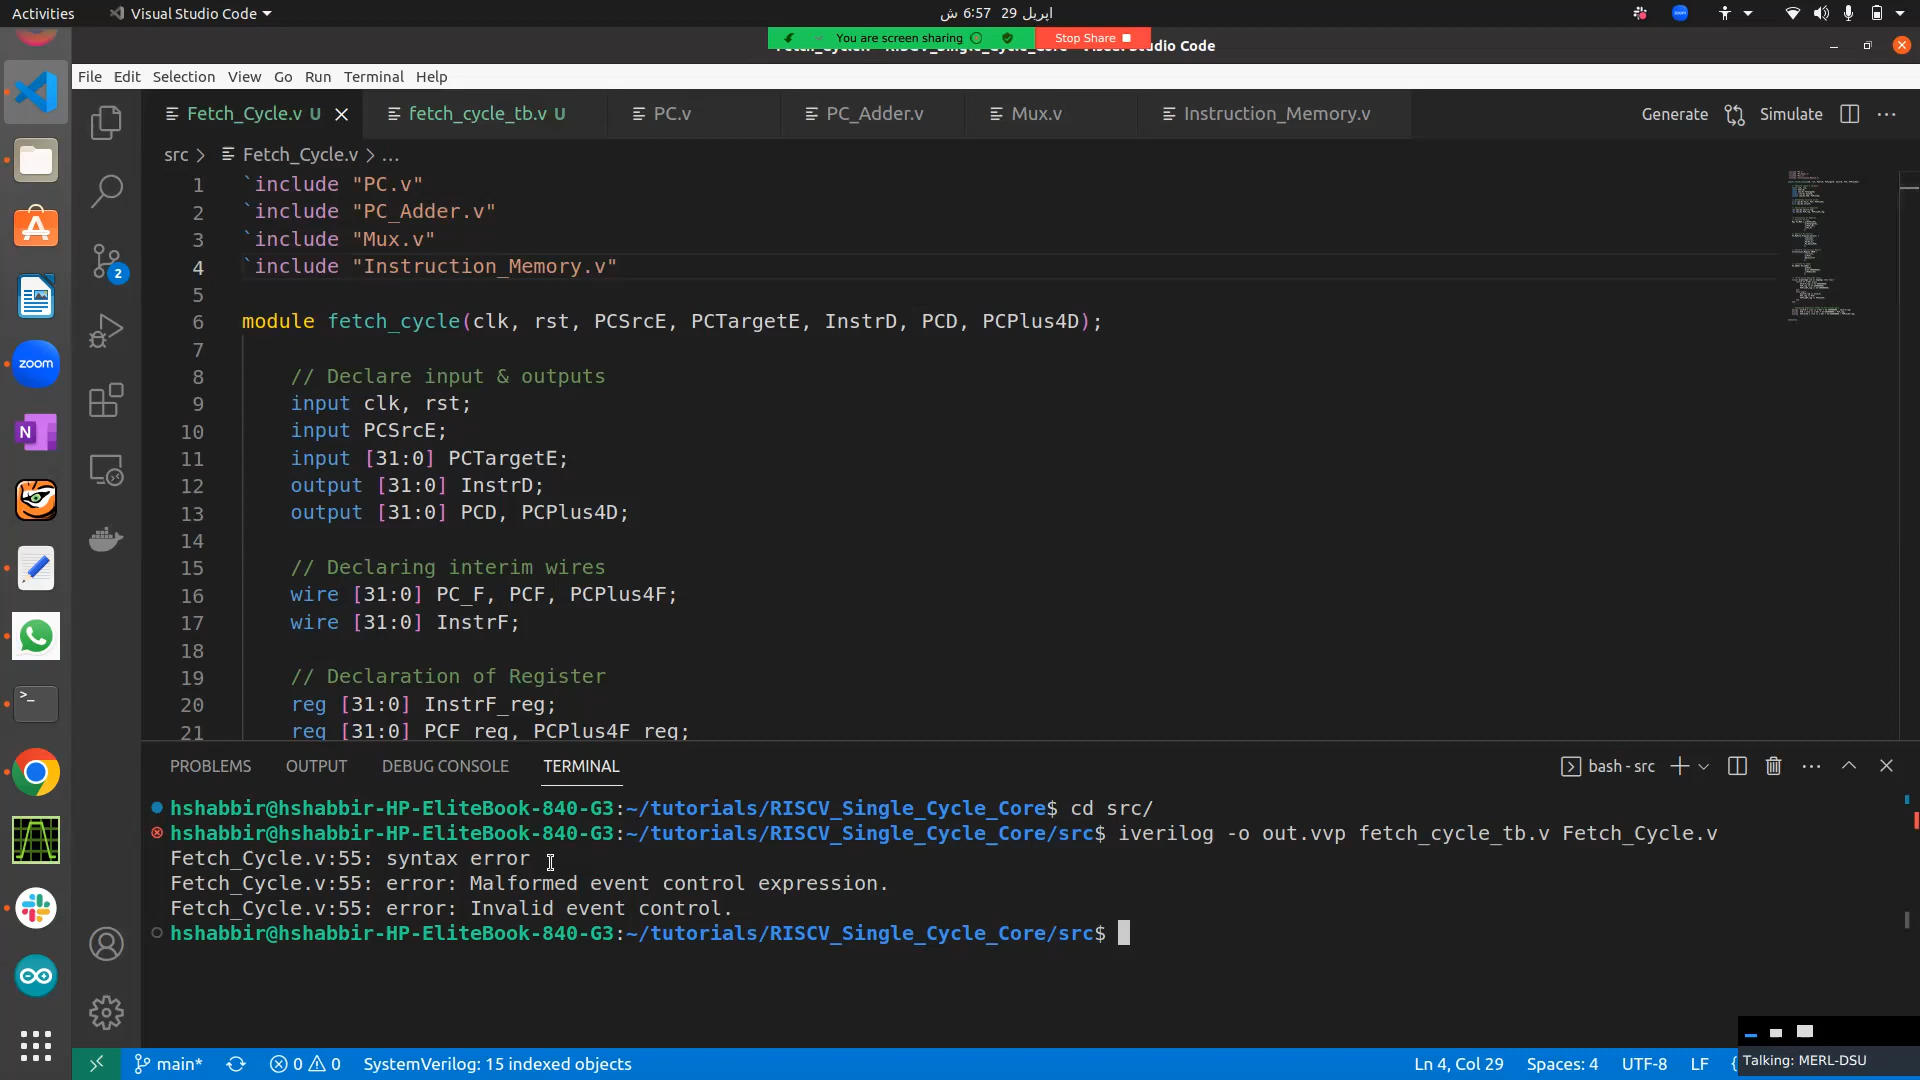 Activities
Visual Studio Code
اپریل 29 6:57 ش
zoom
You are screen sharing
Stop Share
Visual Studio Code
File Edit Selection View Go Run Terminal Help
Fetch_Cycle.v U
fetch_cycle_tb.v U
PC.v
PC_Adder.v
Mux.v
Instruction_Memory.v
Generate
Simulate
src > Fetch_Cycle.v > ...
1 `include "PC.v"
2 `include "PC_Adder.v"
3 `include "Mux.v"
4 `include "Instruction_Memory.v"
5
6 module fetch_cycle(clk, rst, PCSrcE, PCTargetE, InstrD, PCD, PCPlus4D);
7
8 // Declare input & outputs
9 input clk, rst;
10 input PCSrcE;
11 input [31:0] PCTargetE;
12 output [31:0] InstrD;
13 output [31:0] PCD, PCPlus4D;
14
15 // Declaring interim wires
16 wire [31:0] PC_F, PCF, PCPlus4F;
17 wire [31:0] InstrF;
18
19 // Declaration of Register
20 reg [31:0] InstrF_reg;
21 reg [31:0] PCF_reg, PCPlus4F_reg;
2
zoom
N
PROBLEMS OUTPUT DEBUG CONSOLE TERMINAL
bash - src
hshabbir@hshabbir-HP-EliteBook-840-G3:~/tutorials/RISCV_Single_Cycle_Core$ cd src/
hshabbir@hshabbir-HP-EliteBook-840-G3:~/tutorials/RISCV_Single_Cycle_Core/src$ iverilog -o out.vvp fetch_cycle_tb.v Fetch_Cycle.v
Fetch_Cycle.v:55: syntax error
Fetch_Cycle.v:55: error: Malformed event control expression.
Fetch_Cycle.v:55: error: Invalid event control.
hshabbir@hshabbir-HP-EliteBook-840-G3:~/tutorials/RISCV_Single_Cycle_Core/src$
main*
0 0
SystemVerilog: 15 indexed objects
Ln 4, Col 29
Spaces: 4
UTF-8
LF
{
Talking: MERL-DSU